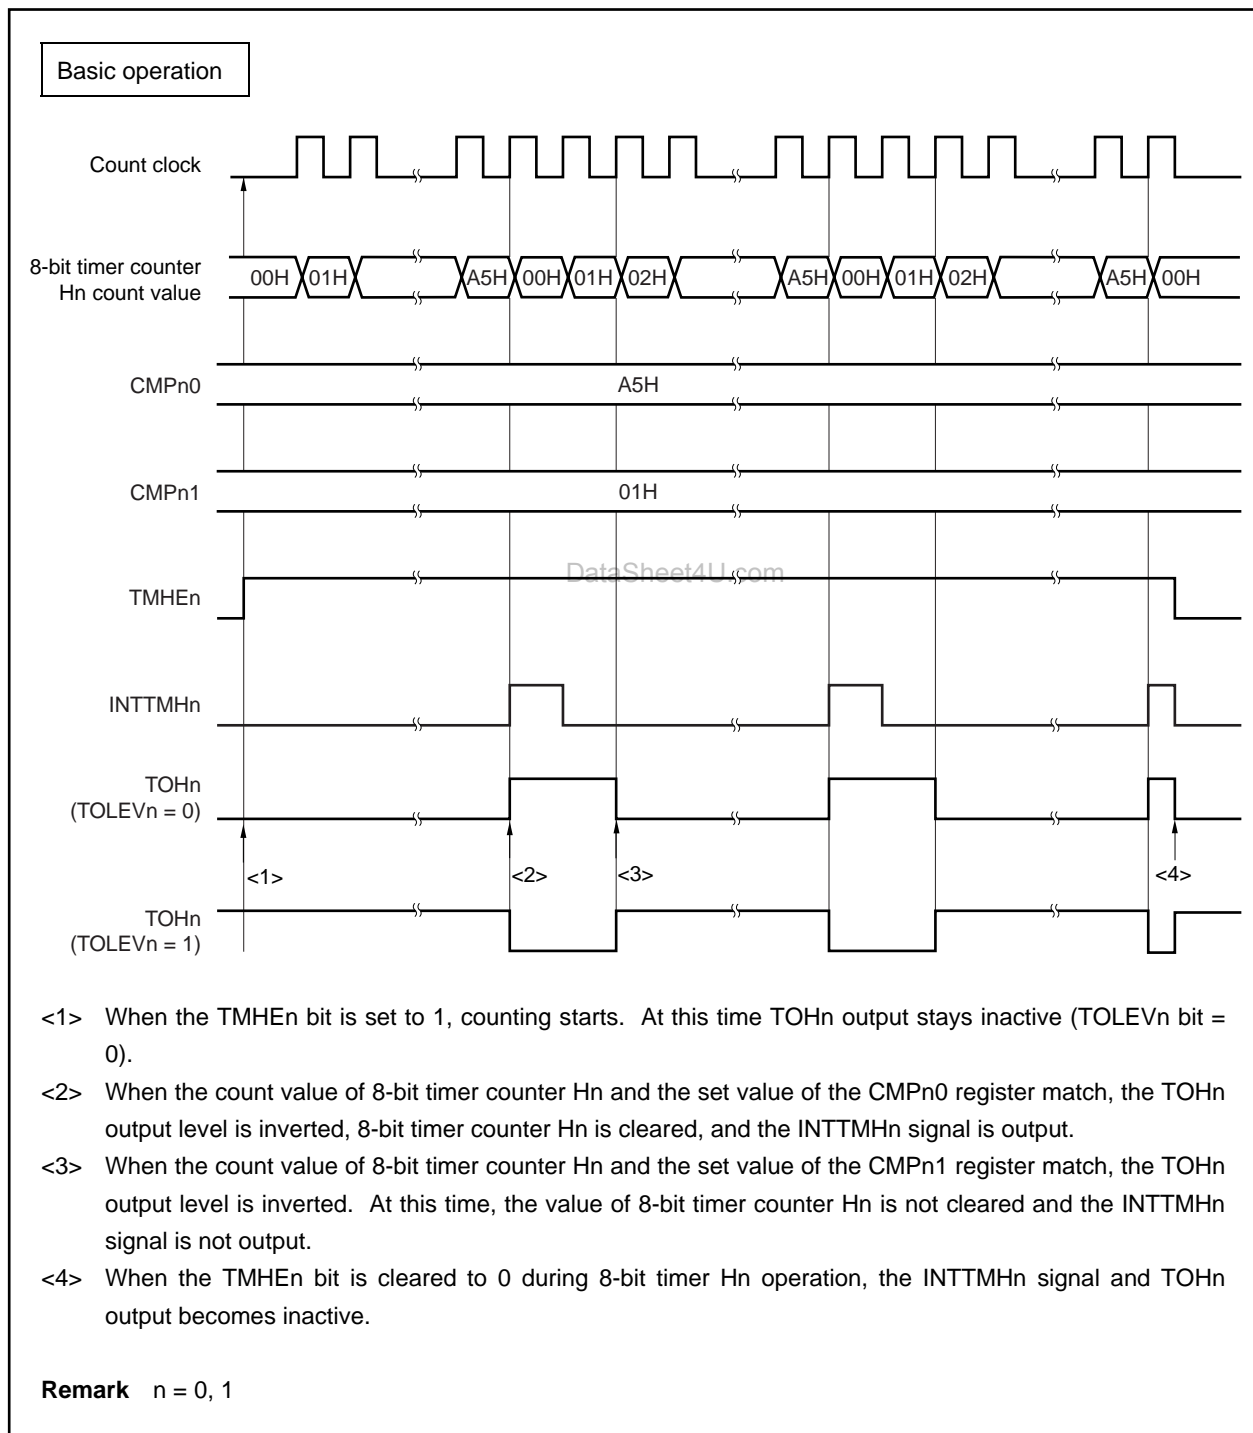 Basic operation
Count clock
8-bit timer counter
Hn count value
00H 01H A5H 00H 01H 02H A5H 00H 01H 02H A5H 00H
CMPn0
A5H
CMPn1
01H
DataSheet4U.com
TMHEn
INTTMHn
TOHn
(TOLEVn = 0)
<1> <2> <3> <4>
TOHn
(TOLEVn = 1)
<1> When the TMHEn bit is set to 1, counting starts. At this time TOHn output stays inactive (TOLEVn bit =
0).
<2> When the count value of 8-bit timer counter Hn and the set value of the CMPn0 register match, the TOHn
output level is inverted, 8-bit timer counter Hn is cleared, and the INTTMHn signal is output.
<3> When the count value of 8-bit timer counter Hn and the set value of the CMPn1 register match, the TOHn
output level is inverted. At this time, the value of 8-bit timer counter Hn is not cleared and the INTTMHn
signal is not output.
<4> When the TMHEn bit is cleared to 0 during 8-bit timer Hn operation, the INTTMHn signal and TOHn
output becomes inactive.
Remark n = 0, 1